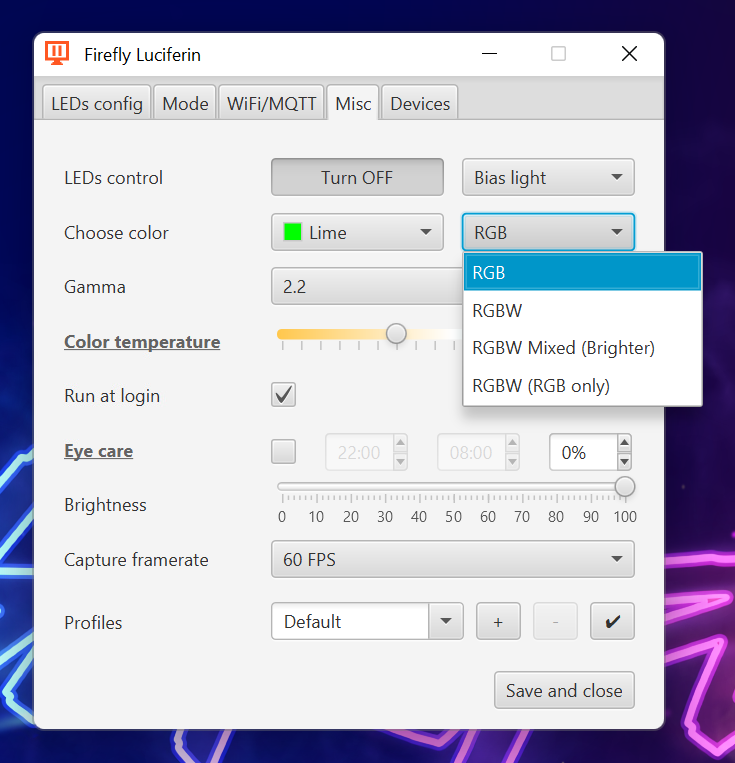 Firefly Luciferin
LEDs config Mode WiFi/MQTT Misc Devices
LEDs control Turn OFF Bias light
Choose color Lime RGB
RGB
Gamma 2.2
RGBW
Color temperature RGBW Mixed (Brighter)
RGBW (RGB only)
Run at login
Eye care 22:00 08:00 0%
Brightness
0 10 20 30 40 50 60 70 80 90 100
Capture framerate 60 FPS
Profiles Default + -
Save and close